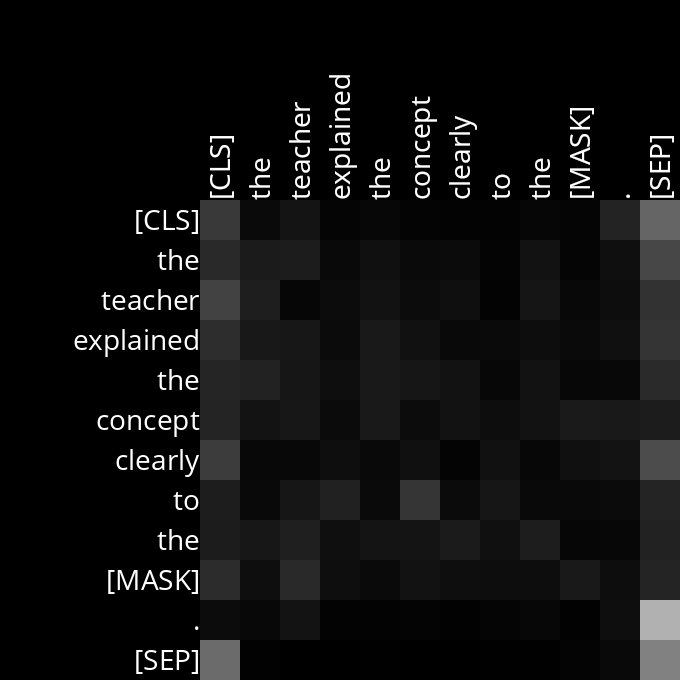 [CLS] the teacher explained the concept clearly to the [MASK] . [SEP]
[CLS]
the
teacher
explained
the
concept
clearly
to
the
[MASK]
.
[SEP]